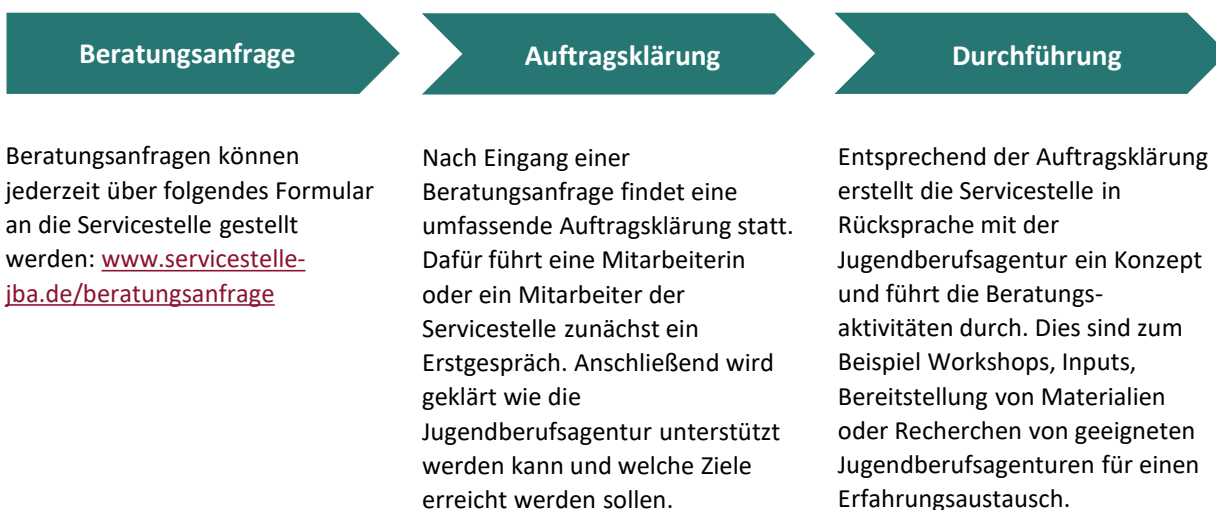 Beratungsanfrage
Beratungsanfragen können
jederzeit über folgendes Formular
an die Servicestelle gestellt
werden: www.servicestelle-
jba.de/beratungsanfrage
Auftragsklärung
Nach Eingang einer
Beratungsanfrage findet eine
umfassende Auftragsklärung statt.
Dafür führt eine Mitarbeiterin
oder ein Mitarbeiter der
Servicestelle zunächst ein
Erstgespräch. Anschließend wird
geklärt wie die
Jugendberufsagentur unterstützt
werden kann und welche Ziele
erreicht werden sollen.
Durchführung
Entsprechend der Auftragsklärung
erstellt die Servicestelle in
Rücksprache mit der
Jugendberufsagentur ein Konzept
und führt die Beratungs-
aktivitäten durch. Dies sind zum
Beispiel Workshops, Inputs,
Bereitstellung von Materialien
oder Recherchen von geeigneten
Jugendberufsagenturen für einen
Erfahrungsaustausch.